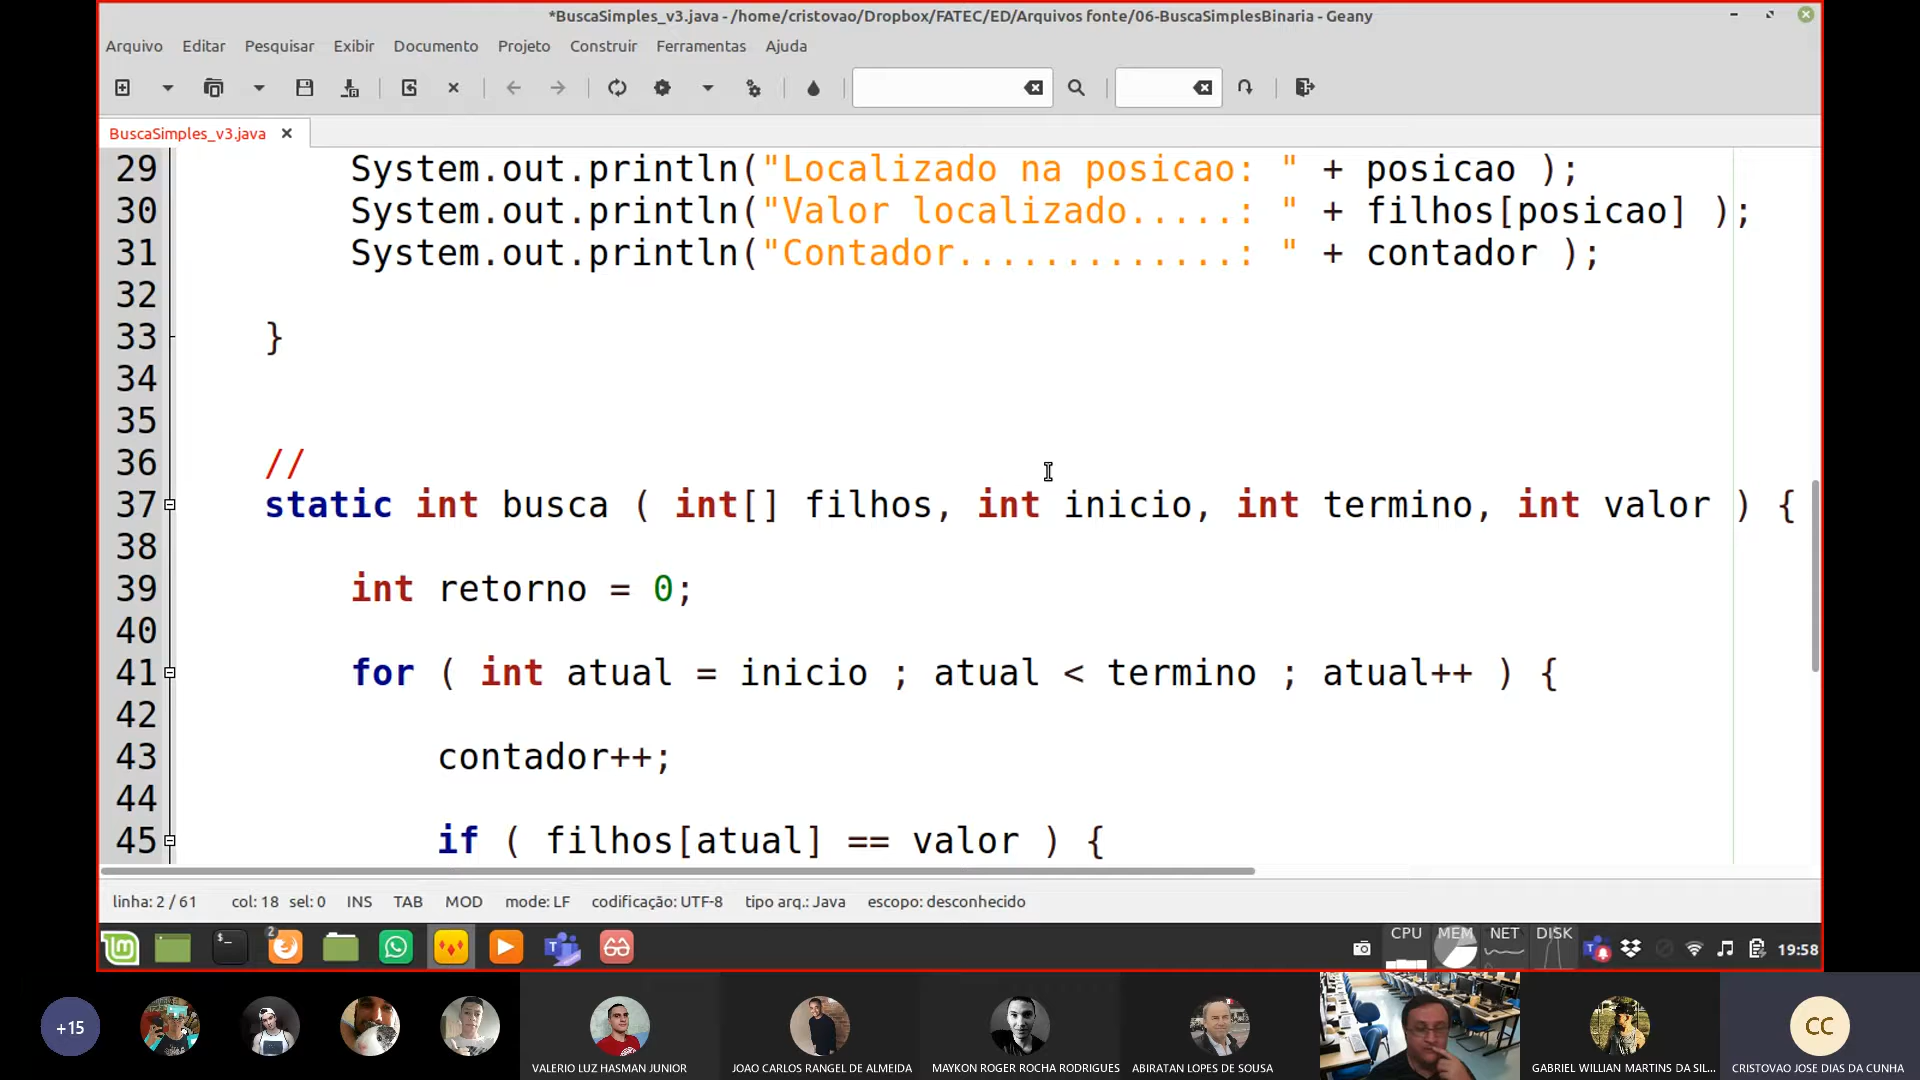 *BuscaSimples_v3.java - /home/cristovao/Dropbox/FATEC/ED/Arquivos fonte/06-BuscaSimplesBinaria - Geany
Arquivo Editar Pesquisar Exibir Documento Projeto Construir Ferramentas Ajuda
BuscaSimples_v3.java
29 System.out.println("Localizado na posicao: " + posicao );
30 System.out.println("Valor localizado.....: " + filhos[posicao] );
31 System.out.println("Contador.............: " + contador );
32
33 }
34
35
36 //
37 static int busca ( int[] filhos, int inicio, int termino, int valor ) {
38
39 int retorno = 0;
40
41 for ( int atual = inicio ; atual < termino ; atual++ ) {
42
43 contador++;
44
45 if ( filhos[atual] == valor ) {
linha: 2 / 61 col: 18 sel: 0 INS TAB MOD mode: LF codificação: UTF-8 tipo arq.: Java escopo: desconhecido
2 CPU MEM NET DISK 19:58
+15 CC
VALERIO LUZ HASMAN JUNIOR JOAO CARLOS RANGEL DE ALMEIDA MAYKON ROGER ROCHA RODRIGUES ABIRATAN LOPES DE SOUSA GABRIEL WILLIAN MARTINS DA SIL... CRISTOVAO JOSE DIAS DA CUNHA